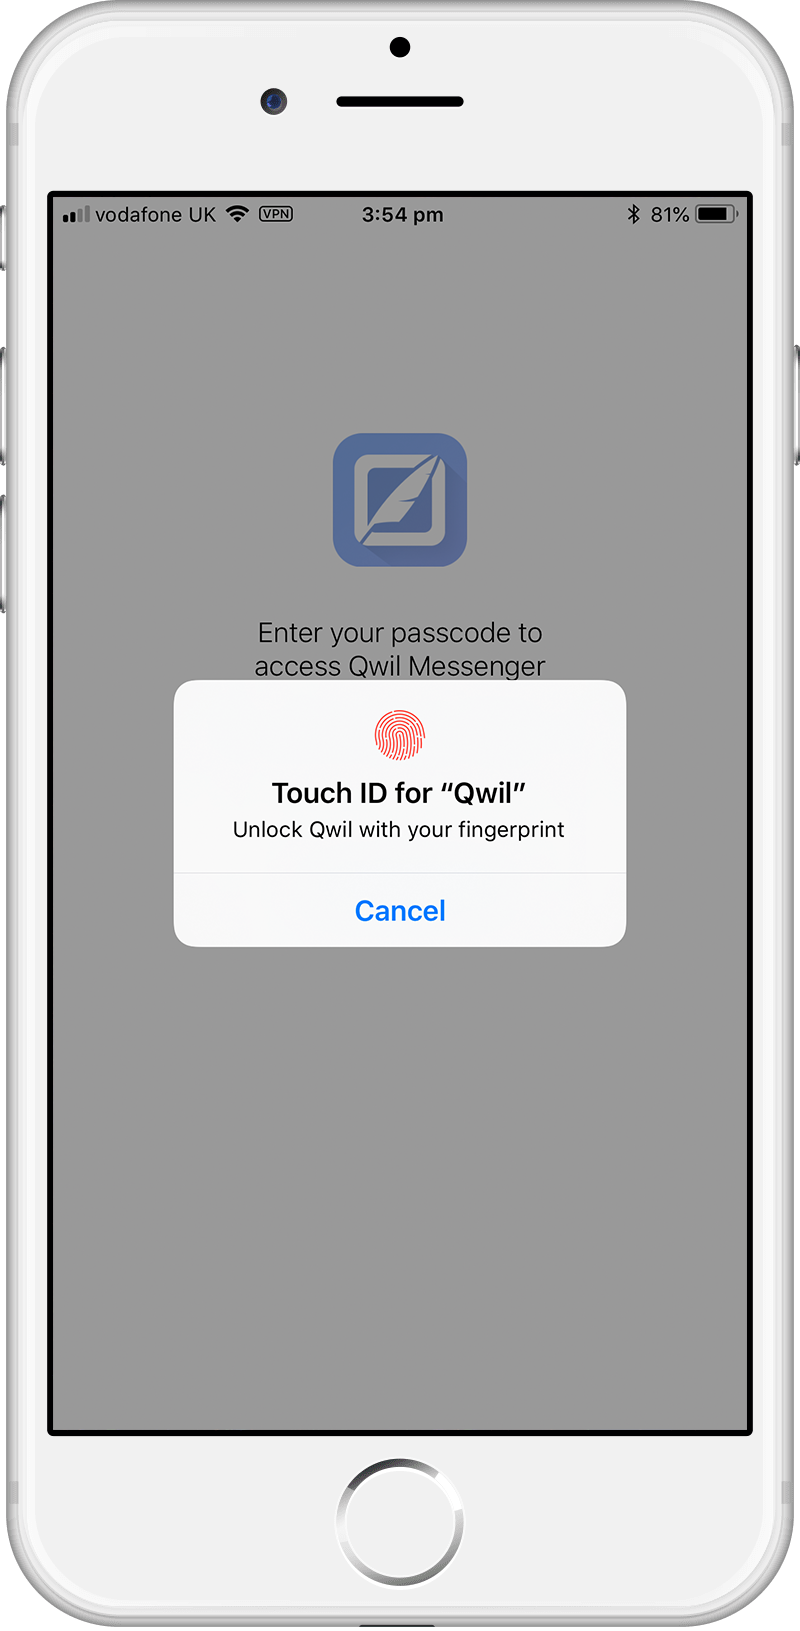 vodafone UK VPN 3:54 pm 81%
Enter your passcode to
access Qwil Messenger
Touch ID for “Qwil”
Unlock Qwil with your fingerprint
Cancel